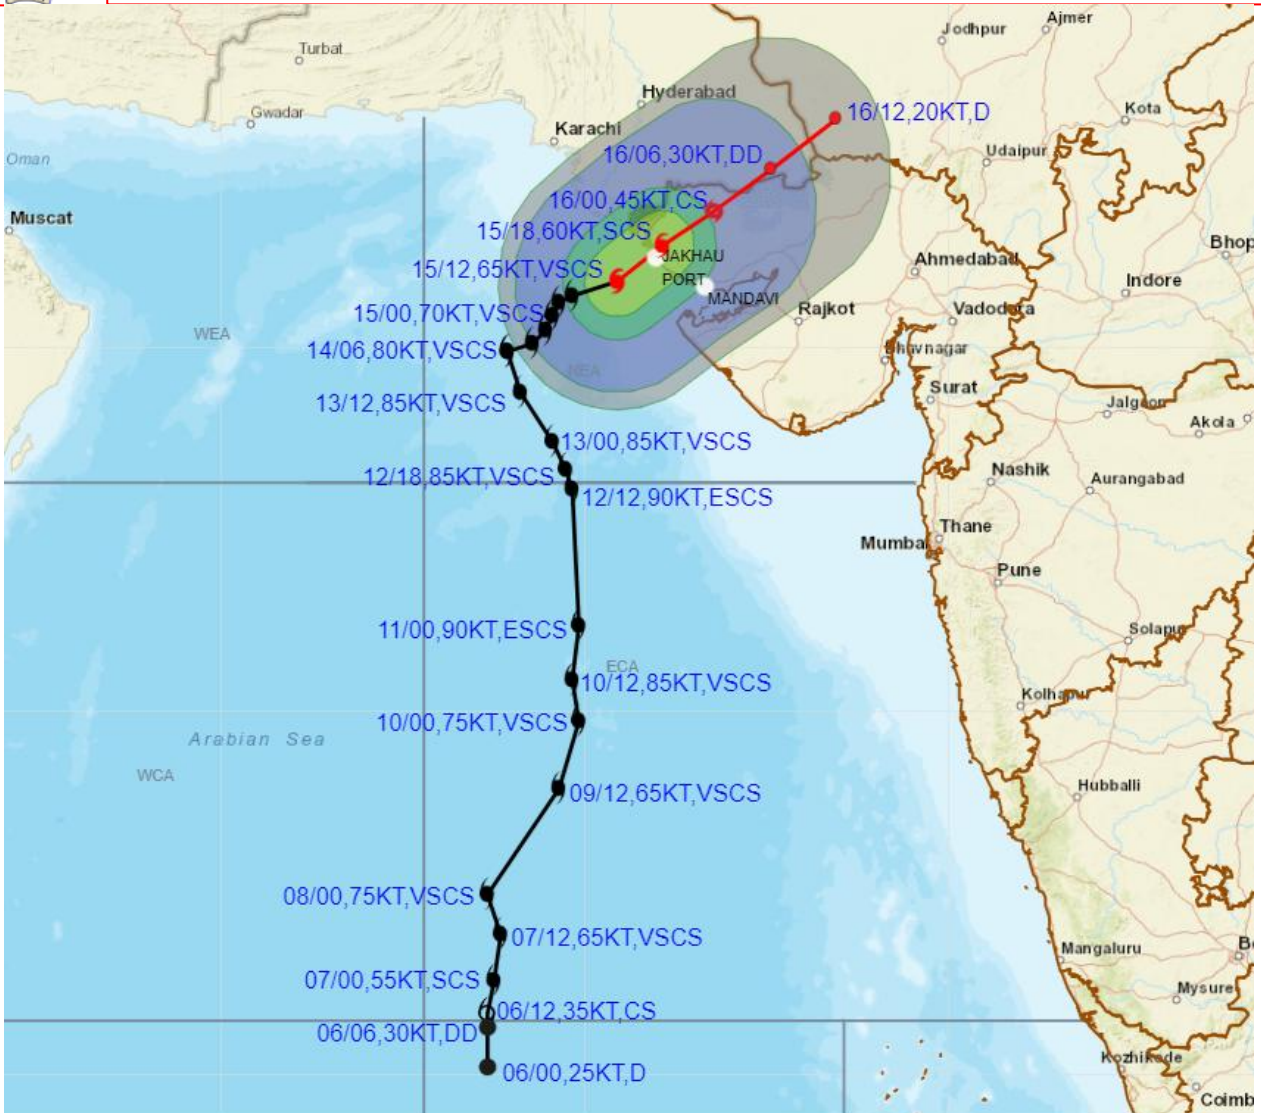 Ajmer
Jodhpur
Turbat
Hyderabad
Kota
Gwadar
16/12,20KT,D
Karachi
Udaipur
Oman
16/06,30KT,DD
16/00,45KT,CS
Muscat
15/18,60KT,SCS
Bhop
JAKHAU
PORT
Ahmedabad
15/12,65KT,VSCS
Indore
MANDAVI
Rajkot
Vadodora
15/00,70KT,VSCS
WEA
14/06,80KT,VSCS
Bhavnagar
NEA
Surat
13/12,85KT,VSCS
Jalgaon
Akola
13/00,85KT,VSCS
Nashik
12/18,85KT,VSCS
Aurangabad
12/12,90KT,ESCS
Thane
Mumba
Pune
11/00,90KT,ESCS
Solapu
ECA
10/12,85KT,VSCS
Kolhapur
10/00,75KT,VSCS
Arabian Sea
WCA
Hubballi
09/12,65KT,VSCS
08/00,75KT,VSCS
07/12,65KT,VSCS
Mangaluru
Be
07/00,55KT,SCS
Mysure
06/12,35KT,CS
06/06,30KT,DD
Kozhikode
06/00,25KT,D
Coimb